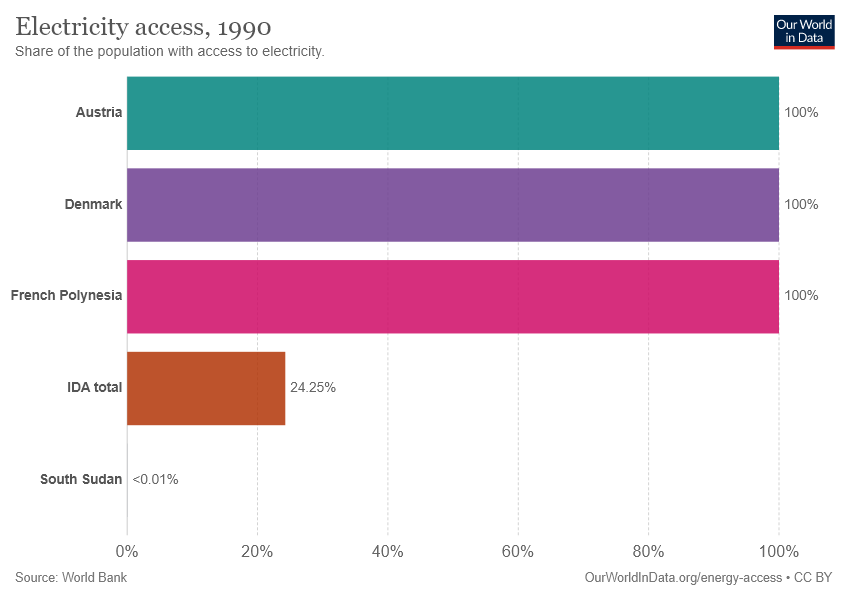 Electricity access, 1990
Share of the population with access to electricity.
Our World
in Data
Austria
100%
Denmark
100%
French Polynesia
100%
IDA total
24.25%
South Sudan
<0.01%
0%
20%
40%
60%
80%
100%
Source: World Bank
OurWorldInData.org/energy-access • CC BY